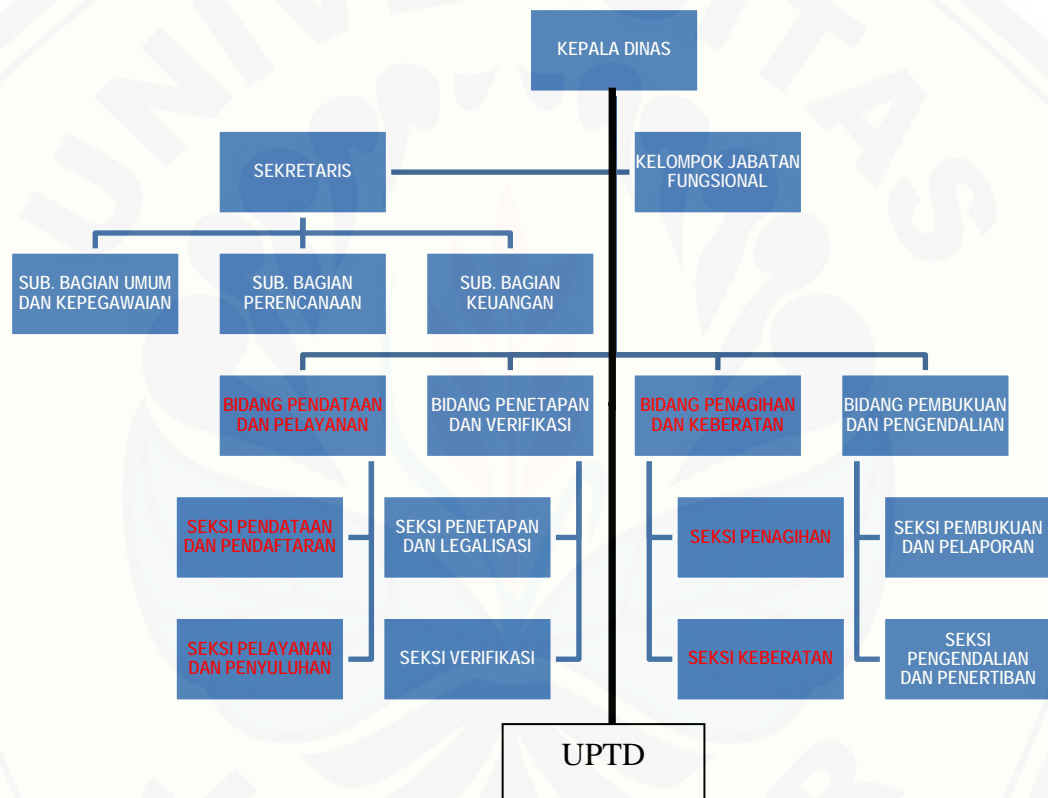 KEPALA DINAS
SEKRETARIS
KELOMPOK JABATAN
FUNGSIONAL
SUB. BAGIAN UMUM
DAN KEPEGAWAIAN
SUB. BAGIAN
PERENCANAAN
SUB. BAGIAN
KEUANGAN
BIDANG PENDATAAN
DAN PELAYANAN
BIDANG PENETAPAN
DAN VERIFIKASI
BIDANG PENAGIHAN
DAN KEBERATAN
BIDANG PEMBUKUAN
DAN PENGENDALIAN
SEKSI PENDATAAN
DAN PENDAFTARAN
SEKSI PENETAPAN
DAN LEGALISASI
SEKSI PENAGIHAN
SEKSI PEMBUKUAN
DAN PELAPORAN
SEKSI PELAYANAN
DAN PENYULUHAN
SEKSI VERIFIKASI
SEKSI KEBERATAN
SEKSI
PENGENDALIAN
DAN PENERTIBAN
UPTD